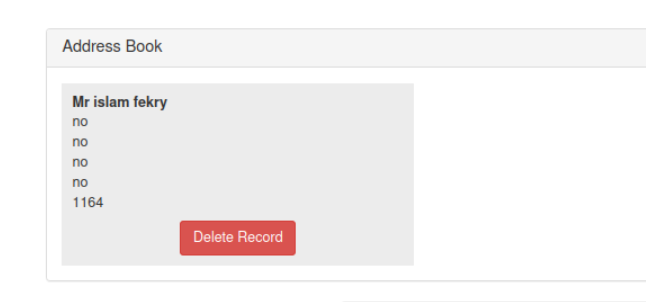 Address Book
Mr islam fekry
no
no
no
no
1164
Delete Record